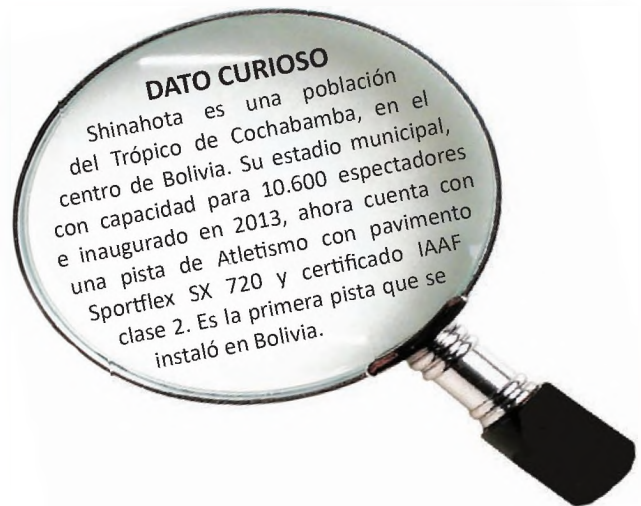 DATO CURIOSO
Shinahota es una población
del Trópico de Cochabamba, en el
centro de Bolivia. Su estadio municipal,
con capacidad para 10.600 espectadores
e inaugurado en 2013, ahora cuenta con
una pista de Atletismo con pavimento
Sportflex SX 720 y certificado IAAF
clase 2. Es la primera pista que se
instaló en Bolivia.